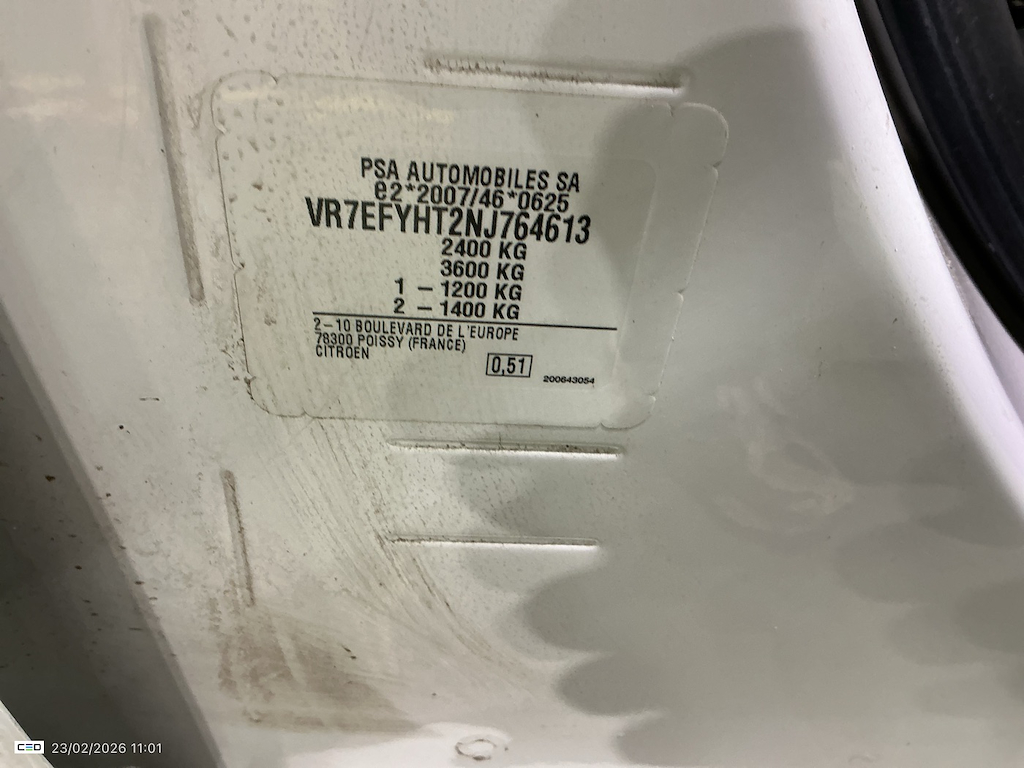 PSA AUTOMOBILES SA
e2*2007/46*0625
VR7EFYHT2NJ764613
2400 KG
3600 KG
1 – 1200 KG
2 – 1400 KG
2–10 BOULEVARD DE L'EUROPE
78300 POISSY (FRANCE)
CITROEN
0,51
200643054
23/02/2026 11:01